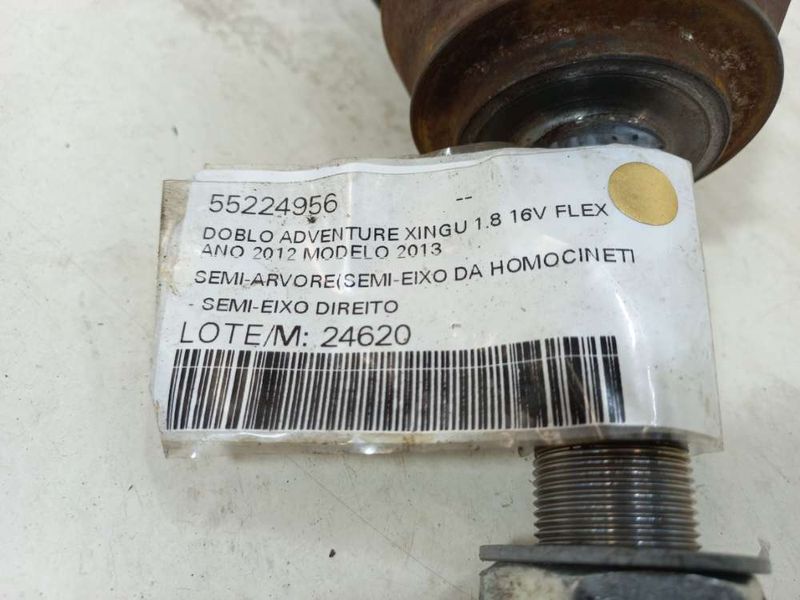 55224956 --
DOBLO ADVENTURE XINGU 1.8 16V FLEX
ANO 2012 MODELO 2013
SEMI-ARVORE(SEMI-EIXO DA HOMOCINETI
- SEMI-EIXO DIREITO
LOTE/M: 24620